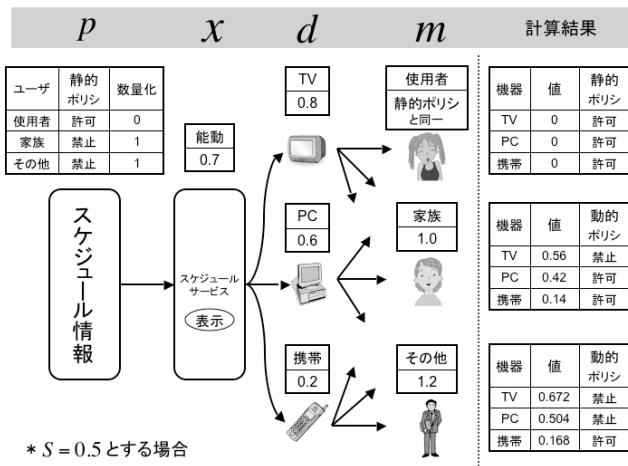 p x d m 計算結果
ユーザ 静的ポリシ 数量化
使用者 許可 0
家族 禁止 1
その他 禁止 1
スケジュール情報
能動
0.7
スケジュール
サービス
表示
TV
0.8
PC
0.6
携帯
0.2
使用者
静的ポリシ
と同一
家族
1.0
その他
1.2
機器 値 静的ポリシ
TV 0 許可
PC 0 許可
携帯 0 許可
機器 値 動的ポリシ
TV 0.56 禁止
PC 0.42 許可
携帯 0.14 許可
機器 値 動的ポリシ
TV 0.672 禁止
PC 0.504 禁止
携帯 0.168 許可
* S = 0.5とする場合